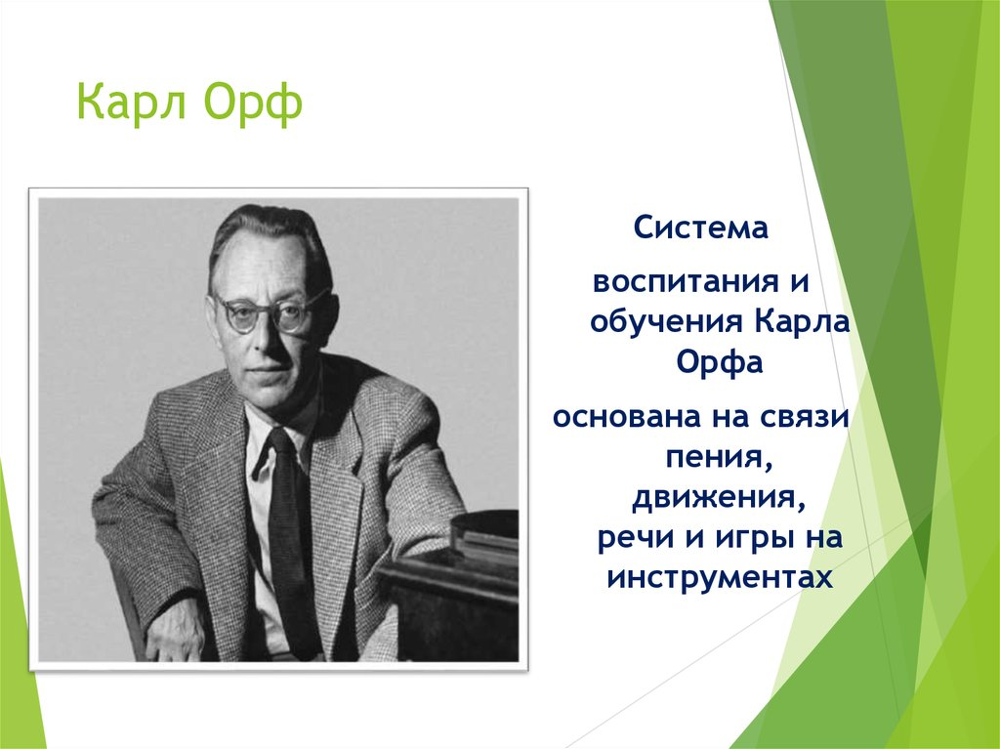 Карл Орф
Система
воспитания и
обучения Карла
Орфа
основана на связи
пения,
движения,
речи и игры на
инструментах